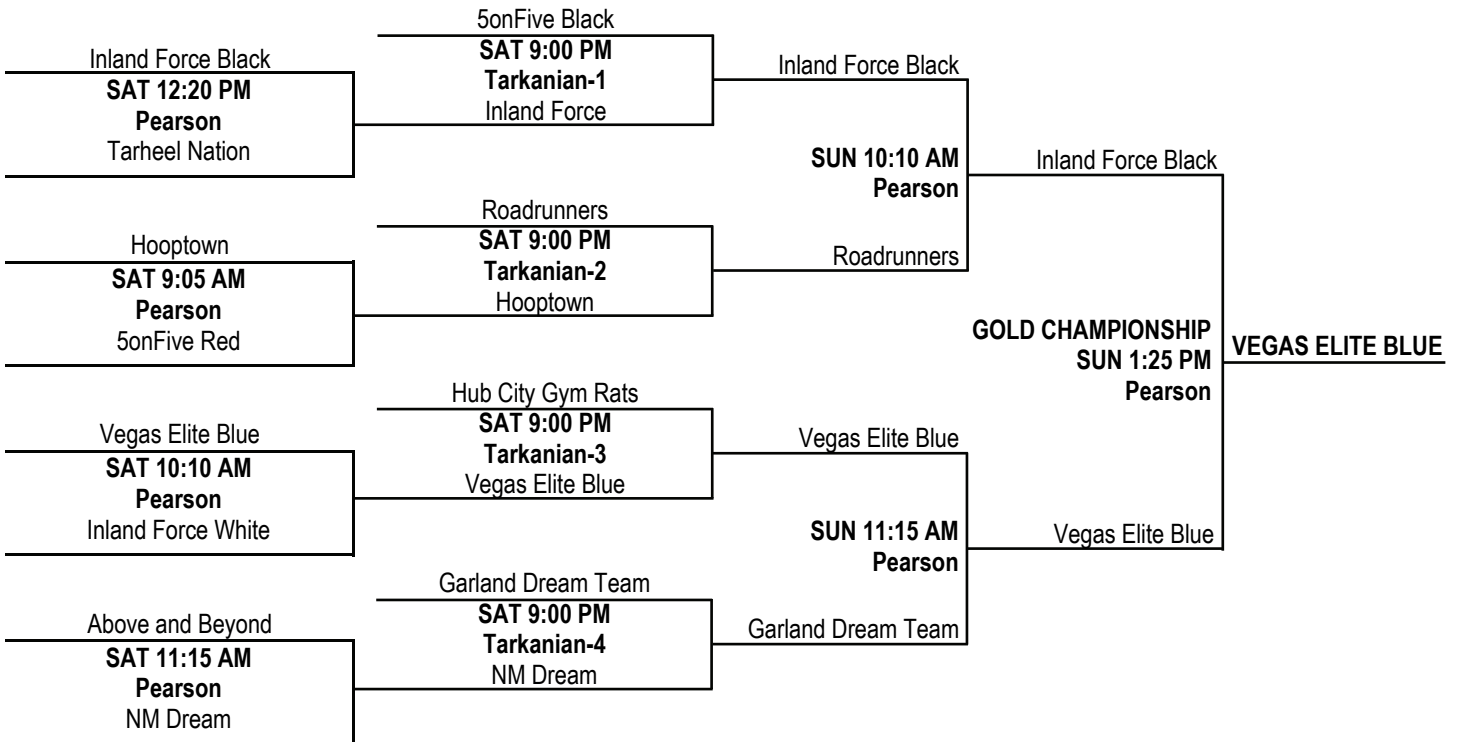 Inland Force Black
SAT 12:20 PM
Pearson
Tarheel Nation
Hooptown
SAT 9:05 AM
Pearson
5onFive Red
Vegas Elite Blue
SAT 10:10 AM
Pearson
Inland Force White
Above and Beyond
SAT 11:15 AM
Pearson
NM Dream
5onFive Black
SAT 9:00 PM
Tarkanian-1
Inland Force
Roadrunners
SAT 9:00 PM
Tarkanian-2
Hooptown
Hub City Gym Rats
SAT 9:00 PM
Tarkanian-3
Vegas Elite Blue
Garland Dream Team
SAT 9:00 PM
Tarkanian-4
NM Dream
Inland Force Black
SUN 10:10 AM
Pearson
Roadrunners
Vegas Elite Blue
SUN 11:15 AM
Pearson
Garland Dream Team
Inland Force Black
GOLD CHAMPIONSHIP
SUN 1:25 PM
Pearson
Vegas Elite Blue
VEGAS ELITE BLUE